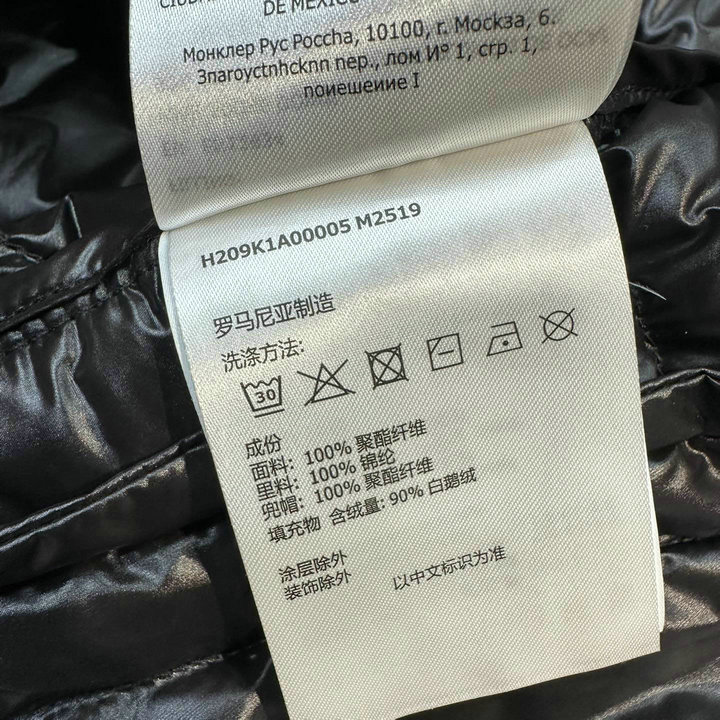 DE MEXICO
Монклер Рус Россha, 10100, г. Москза, 6.
Зпarоyctnhcкпп пер., лом И° 1, стр. 1,
поиешеиие I
H209K1A00005 M2519
罗马尼亚制造
洗涤方法:
30
成份
面料: 100% 聚酯纤维
里料: 100% 锦纶
兜帽: 100% 聚酯纤维
填充物 含绒量: 90% 白鹅绒
涂层除外
装饰除外 以中文标识为准